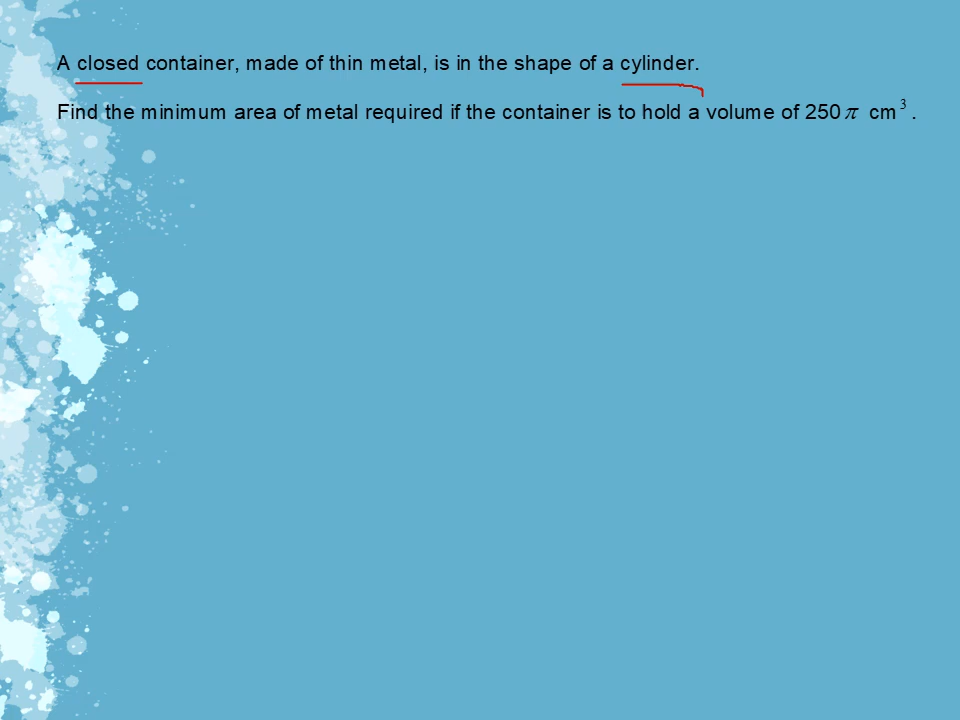 A closed container, made of thin metal, is in the shape of a cylinder.
Find the minimum area of metal required if the container is to hold a volume of 250π cm³ .